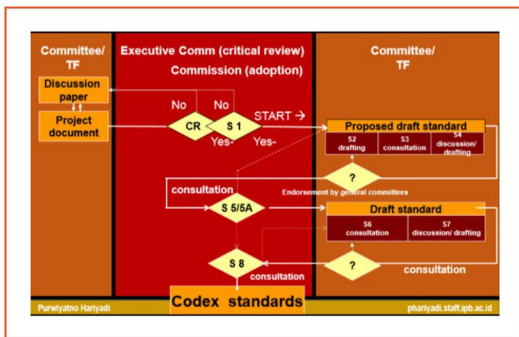 Committee/
TF
Executive Comm (critical review)
Commission (adoption)
Committee/
TF
Discussion
paper
Project
document
No
No
CR
S 1
START →
Yes-
Yes-
Proposed draft standard
S2
drafting
S3
consultation
S4
discussion/
drafting
?
Endorsement by general committees
consultation
S 5/5A
Draft standard
S6
consultation
S7
discussion/ drafting
S 8
consultation
?
consultation
Codex standards
Purwiyatno Hariyadi
phariyadi.staff.ipb.ac.id